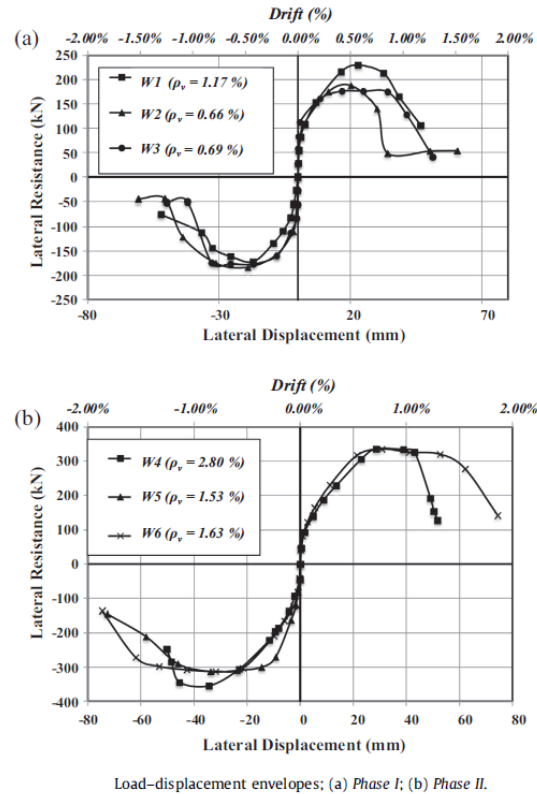 Drift (%)
(a)
-2.00% -1.50% -1.00% -0.50% 0.00% 0.50% 1.00% 1.50% 2.00%
250
200
150
100
50
0
-50
-100
-150
-200
-250
Lateral Resistance (kN)
W1 (ρv = 1.17 %)
W2 (ρv = 0.66 %)
W3 (ρv = 0.69 %)
-80 -30 20 70
Lateral Displacement (mm)
Drift (%)
(b)
-2.00% -1.00% 0.00% 1.00% 2.00%
400
300
200
100
0
-100
-200
-300
-400
Lateral Resistance (kN)
W4 (ρv = 2.80 %)
W5 (ρv = 1.53 %)
W6 (ρv = 1.63 %)
-80 -60 -40 -20 0 20 40 60 80
Lateral Displacement (mm)
Load–displacement envelopes; (a) Phase I; (b) Phase II.